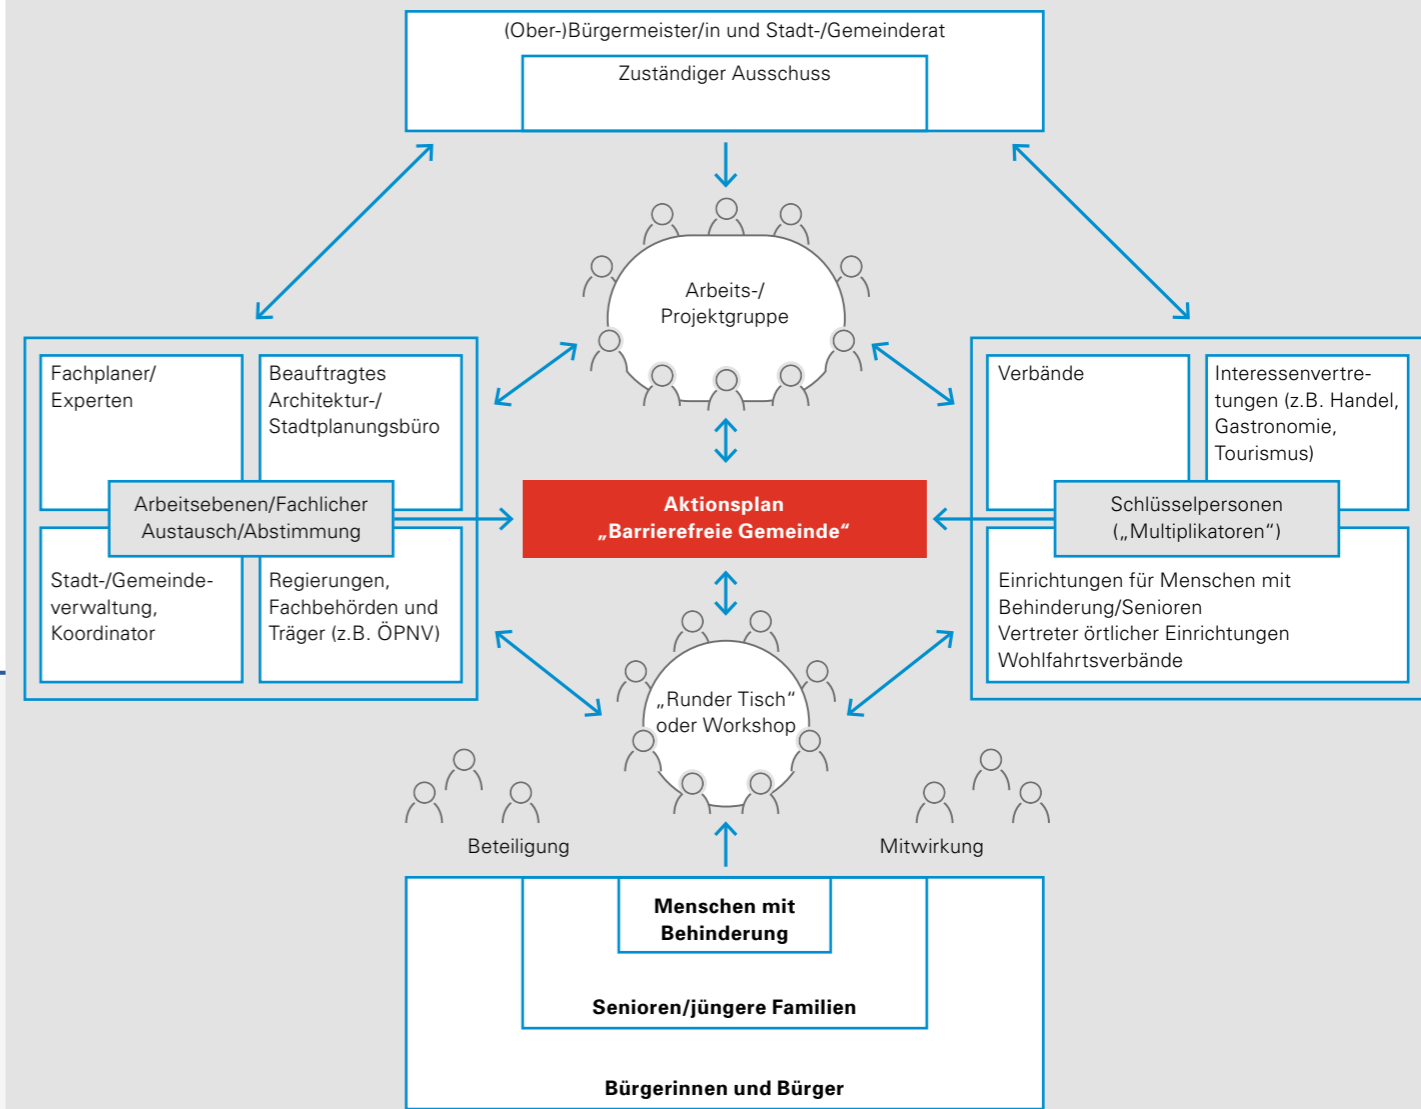 (Ober-)Bürgermeister/in und Stadt-/Gemeinderat
Zuständiger Ausschuss
Arbeits-/
Projektgruppe
Fachplaner/
Experten
Beauftragtes
Architektur-/
Stadtplanungsbüro
Arbeitsebenen/Fachlicher
Austausch/Abstimmung
Stadt-/Gemeinde-
verwaltung,
Koordinator
Regierungen,
Fachbehörden und
Träger (z.B. ÖPNV)
Aktionsplan
„Barrierefreie Gemeinde“
Verbände
Interessenvertre-
tungen (z.B. Handel,
Gastronomie,
Tourismus)
Schlüsselpersonen
(„Multiplikatoren“)
Einrichtungen für Menschen mit
Behinderung/Senioren
Vertreter örtlicher Einrichtungen
Wohlfahrtsverbände
„Runder Tisch“
oder Workshop
Beteiligung
Mitwirkung
Menschen mit
Behinderung
Senioren/jüngere Familien
Bürgerinnen und Bürger